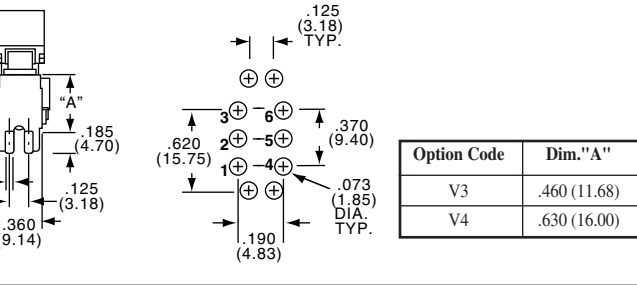 .125
(3.18)
TYP.
"A"
.185
(4.70)
.125
(3.18)
.360
(9.14)
3 6
2 5
1 4
.620
(15.75)
.370
(9.40)
.073
(1.85)
DIA.
TYP.
.190
(4.83)
Option Code Dim."A"
V3 .460 (11.68)
V4 .630 (16.00)